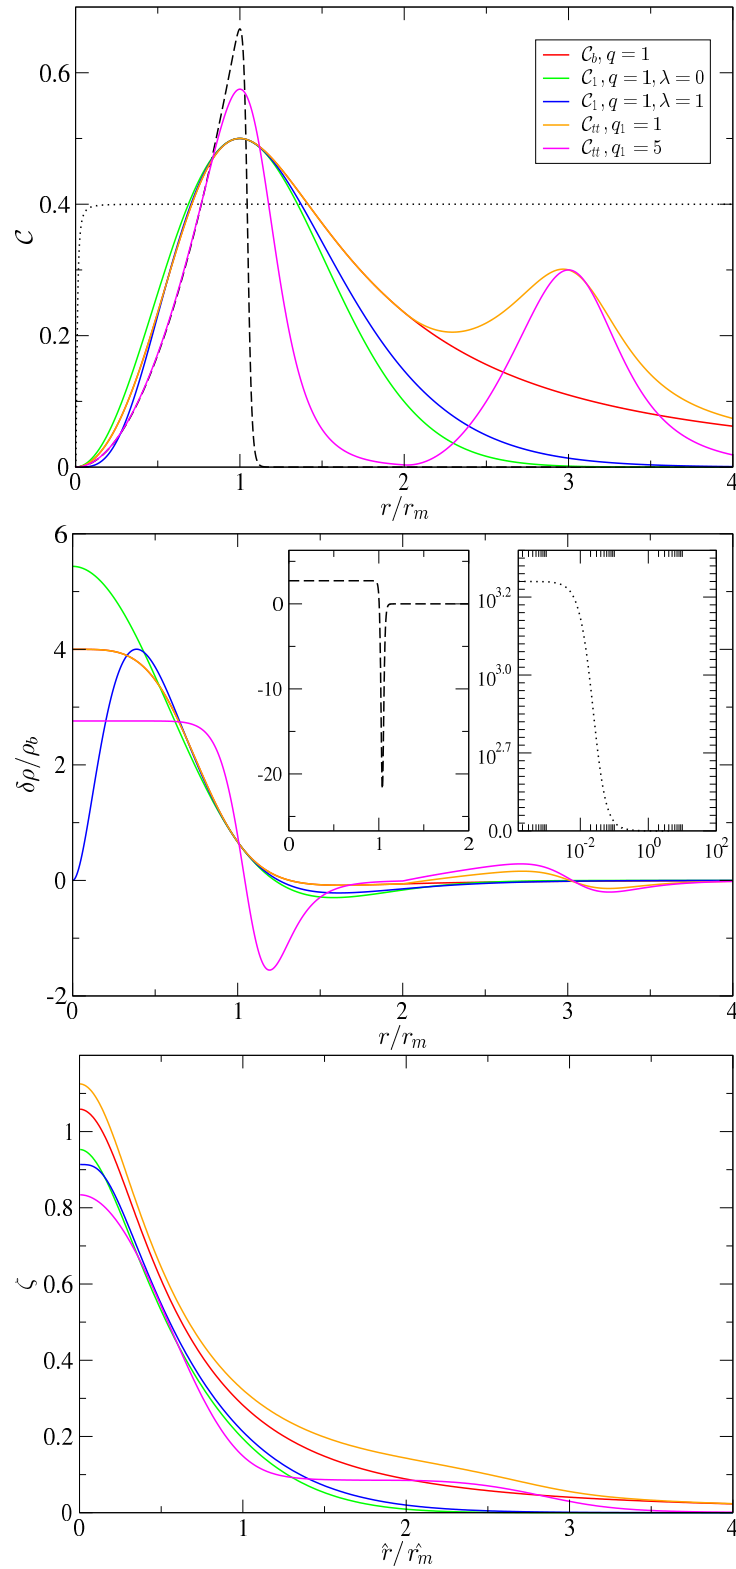 0.6
0.4
0.2
0
𝒞
𝒞_b, q = 1
𝒞_1, q = 1, λ = 0
𝒞_1, q = 1, λ = 1
𝒞_tt, q_1 = 1
𝒞_tt, q_1 = 5
0 1 2 3 4
r/r_m
6
4
2
0
-2
δρ/ρ_b
0
-10
-20
0 1 2
10^3.2
10^3.0
10^2.7
0.0
10^-2 10^0 10^2
0 1 2 3 4
r/r_m
1
0.8
0.6
0.4
0.2
0
ζ
0 1 2 3 4
r̂/r̂_m